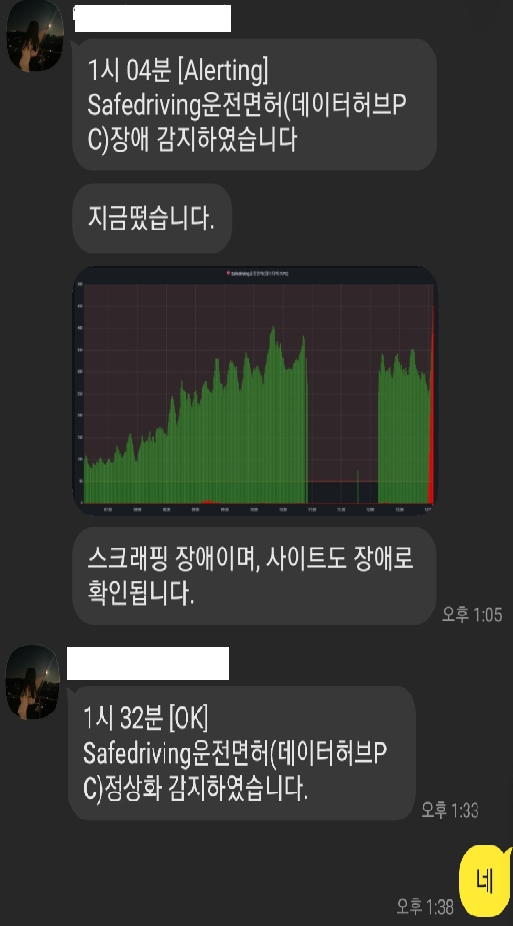 1시 04분 [Alerting]
Safedriving운전면허(데이터허브P
C)장애 감지하였습니다
지금떴습니다.
스크래핑 장애이며, 사이트도 장애로
확인됩니다.
오후 1:05
1시 32분 [OK]
Safedriving운전면허(데이터허브P
C)정상화 감지하였습니다.
오후 1:33
네
오후 1:38